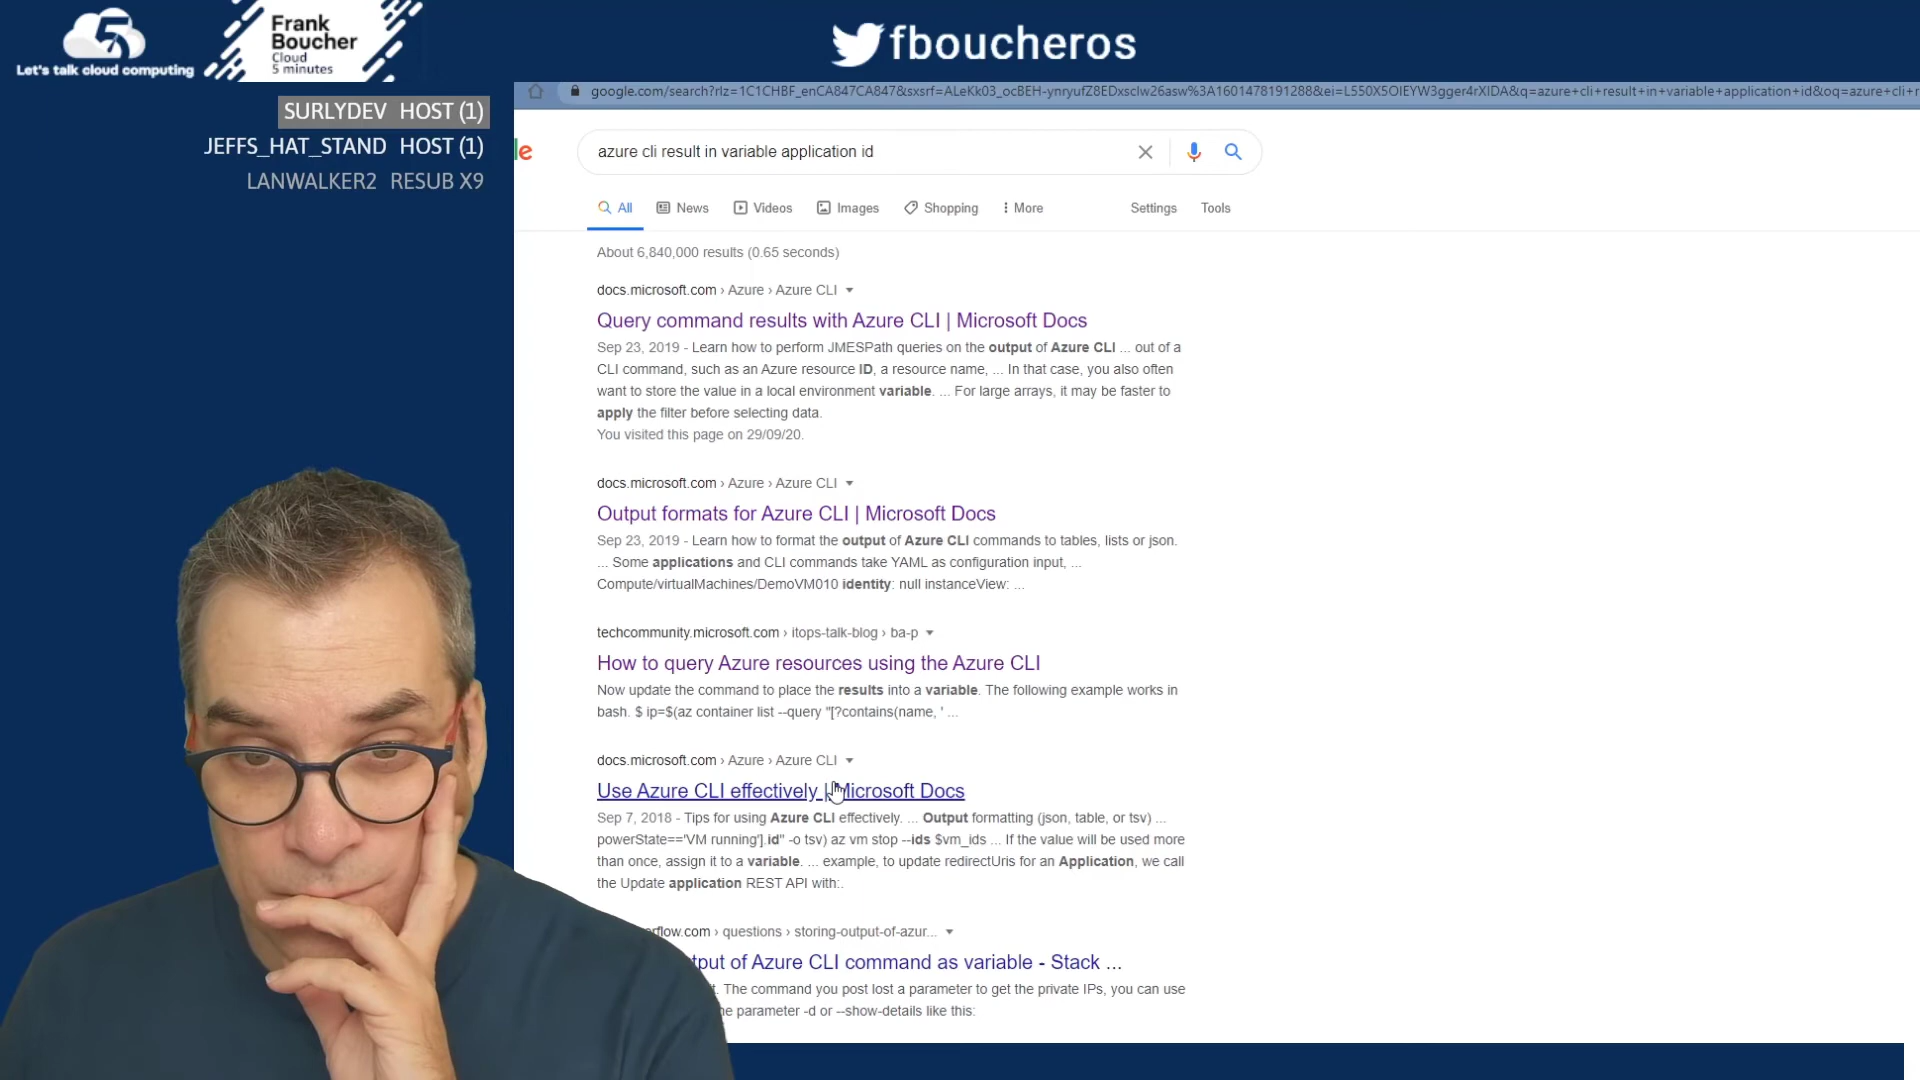 5
Let's talk cloud computing
Frank
Boucher
Cloud
5 minutes
fboucheros
SURLYDEV HOST (1)
JEFFS_HAT_STAND HOST (1)
LANWALKER2 RESUB X9
google.com/search?rlz=1C1CHBF_enCA847CA847&sxsrf=ALeKk03_ocBEH-ynryufZ8EDxsclw26asw%3A1601478191288&ei=L550X5OIEYW3gger4rXIDA&q=azure+cli+result+in+variable+application+id&oq=azure+cli+r
le
azure cli result in variable application id
All News Videos Images Shopping More Settings Tools
About 6,840,000 results (0.65 seconds)
docs.microsoft.com › Azure › Azure CLI
Query command results with Azure CLI | Microsoft Docs
Sep 23, 2019 - Learn how to perform JMESPath queries on the output of Azure CLI ... out of a
CLI command, such as an Azure resource ID, a resource name, ... In that case, you also often
want to store the value in a local environment variable. ... For large arrays, it may be faster to
apply the filter before selecting data.
You visited this page on 29/09/20.
docs.microsoft.com › Azure › Azure CLI
Output formats for Azure CLI | Microsoft Docs
Sep 23, 2019 - Learn how to format the output of Azure CLI commands to tables, lists or json.
... Some applications and CLI commands take YAML as configuration input, ...
Compute/virtualMachines/DemoVM010 identity: null instanceView: ...
techcommunity.microsoft.com › itops-talk-blog › ba-p
How to query Azure resources using the Azure CLI
Now update the command to place the results into a variable. The following example works in
bash. $ ip=$(az container list --query "[?contains(name, ' ...
docs.microsoft.com › Azure › Azure CLI
Use Azure CLI effectively | Microsoft Docs
Sep 7, 2018 - Tips for using Azure CLI effectively. ... Output formatting (json, table, or tsv) ...
powerState=='VM running'].id" -o tsv) az vm stop --ids $vm_ids ... If the value will be used more
than once, assign it to a variable. ... example, to update redirectUris for an Application, we call
the Update application REST API with:.
rflow.com › questions › storing-output-of-azur...
tput of Azure CLI command as variable - Stack ...
t. The command you post lost a parameter to get the private IPs, you can use
he parameter -d or --show-details like this: